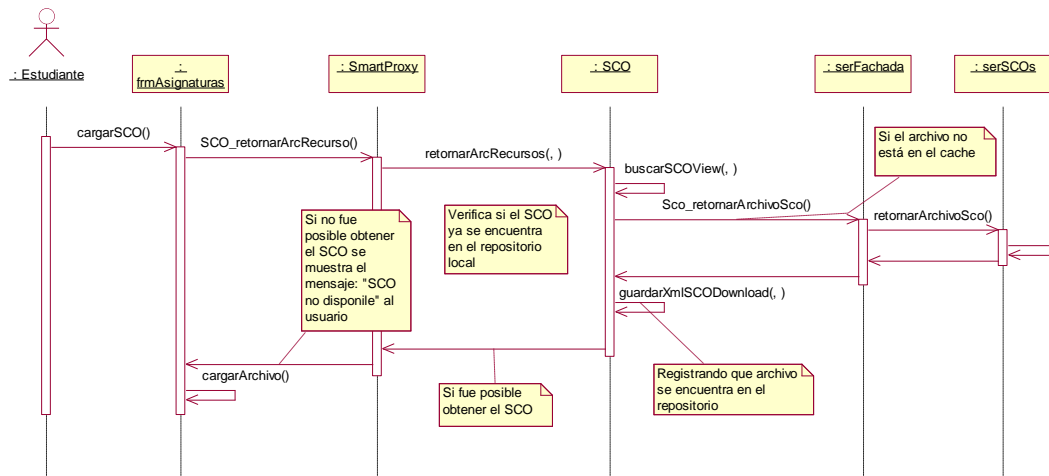 : Estudiante
:
frmAsignaturas
: SmartProxy
: SCO
: serFachada
: serSCOs
cargarSCO()
SCO_retornarArcRecurso()
retornarArcRecursos(, )
buscarSCOView(, )
Si el archivo no
está en el cache
Sco_retornarArchivoSco()
retornarArchivoSco()
Si no fue
posible obtener
el SCO se
muestra el
mensaje: "SCO
no disponile" al
usuario
Verifica si el SCO
ya se encuentra
en el repositorio
local
guardarXmlSCODownload(, )
cargarArchivo()
Si fue posible
obtener el SCO
Registrando que archivo
se encuentra en el
repositorio